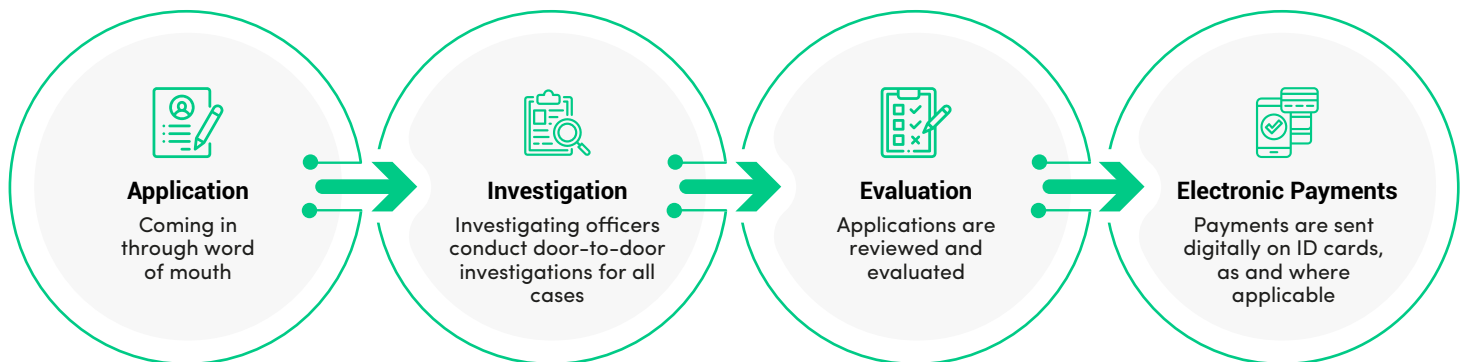 Application
Coming in
through word
of mouth
Investigation
Investigating officers
conduct door-to-door
investigations for all
cases
Evaluation
Applications are
reviewed and
evaluated
Electronic Payments
Payments are sent
digitally on ID cards,
as and where
applicable